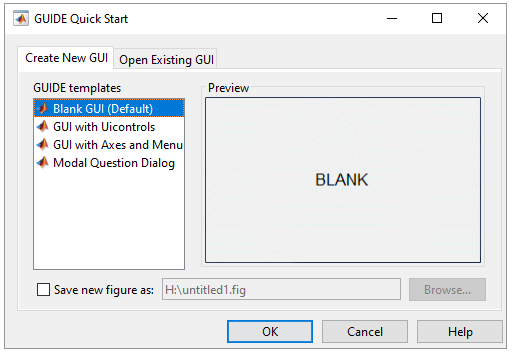 GUIDE Quick Start
Create New GUI
Open Existing GUI
GUIDE templates
Blank GUI (Default)
GUI with Uicontrols
GUI with Axes and Menu
Modal Question Dialog
Preview
BLANK
Save new figure as:
H:\untitled1.fig
Browse...
OK
Cancel
Help